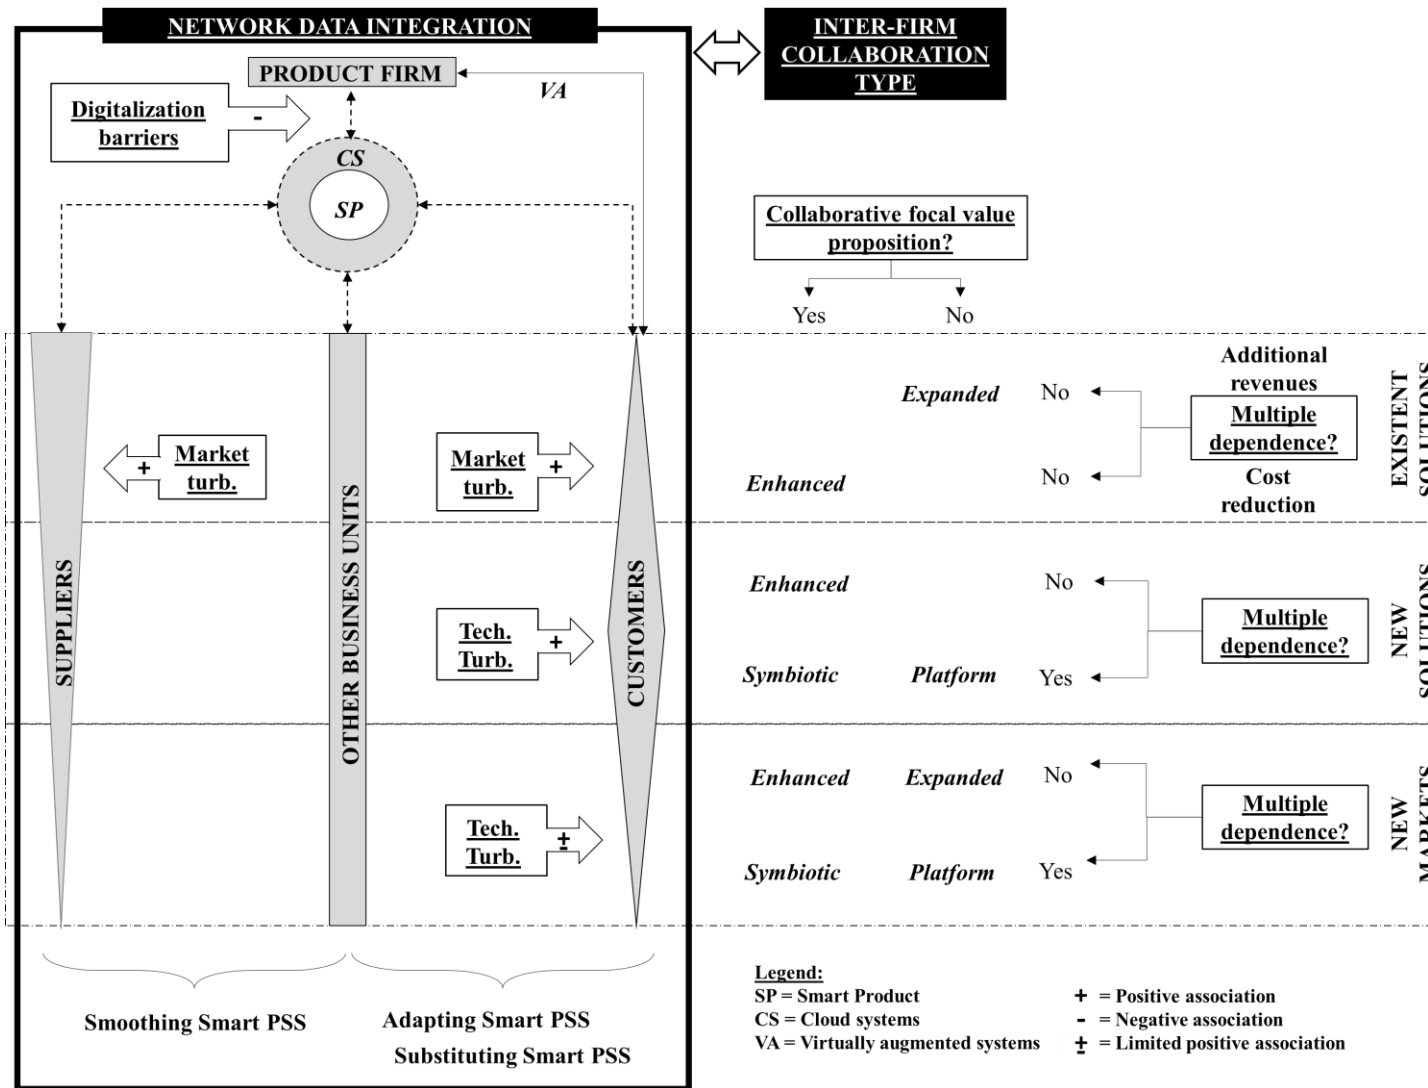 NETWORK DATA INTEGRATION
INTER-FIRM
COLLABORATION
TYPE
PRODUCT FIRM
VA
Digitalization
barriers
-
CS
SP
Collaborative focal value
proposition?
Yes
No
Additional
revenues
Expanded
No
Multiple
dependence?
Market
turb.
+
Market
turb.
+
Enhanced
No
Cost
reduction
EXISTENT
SOLUTIONS
SUPPLIERS
OTHER BUSINESS UNITS
CUSTOMERS
Tech.
Turb.
+
Enhanced
No
Multiple
dependence?
Symbiotic
Platform
Yes
NEW
SOLUTIONS
Tech.
Turb.
±
Enhanced
Expanded
No
Multiple
dependence?
Symbiotic
Platform
Yes
NEW
MARKETS
Smoothing Smart PSS
Adapting Smart PSS
Substituting Smart PSS
Legend:
SP = Smart Product
+ = Positive association
CS = Cloud systems
- = Negative association
VA = Virtually augmented systems
± = Limited positive association